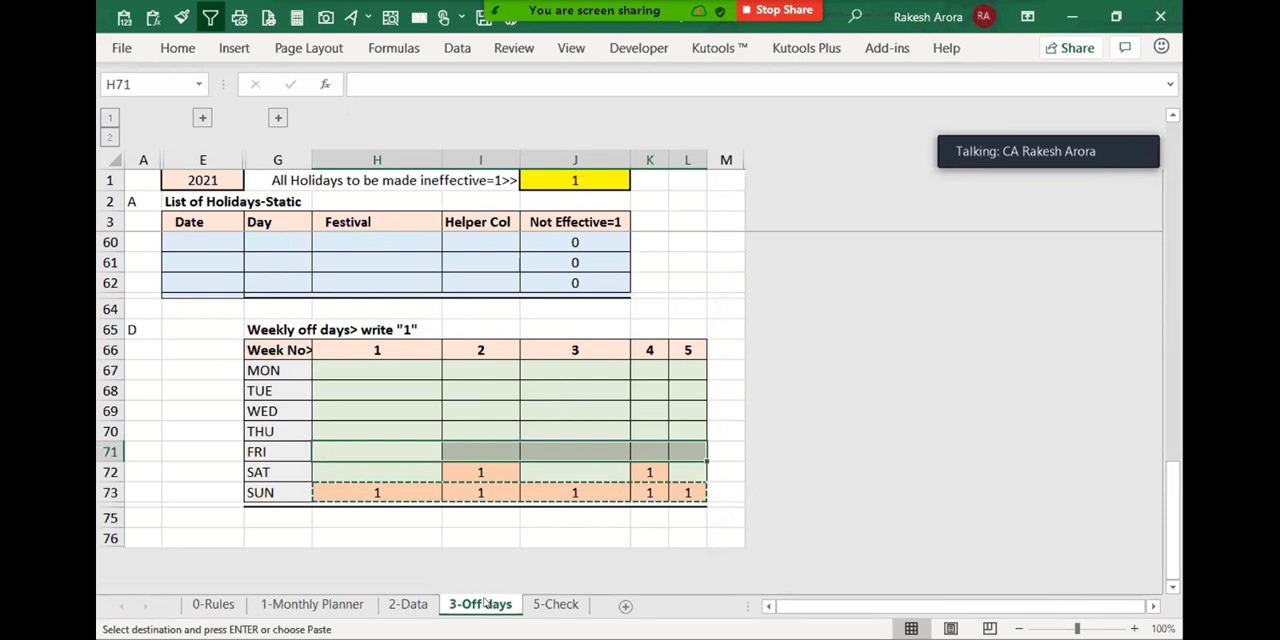 You are screen sharing
Stop Share
Rakesh Arora RA
File Home Insert Page Layout Formulas Data Review View Developer Kutools ™ Kutools Plus Add-ins Help Share
H71 fx
1
2
Talking: CA Rakesh Arora
A E G H I J K L M
1 2021 All Holidays to be made ineffective=1>> 1
2 A List of Holidays-Static
3 Date Day Festival Helper Col Not Effective=1
60 0
61 0
62 0
64
65 D Weekly off days> write "1"
66 Week No> 1 2 3 4 5
67 MON
68 TUE
69 WED
70 THU
71 FRI
72 SAT 1 1
73 SUN 1 1 1 1 1
75
76
0-Rules 1-Monthly Planner 2-Data 3-Off days 5-Check
Select destination and press ENTER or choose Paste 100%